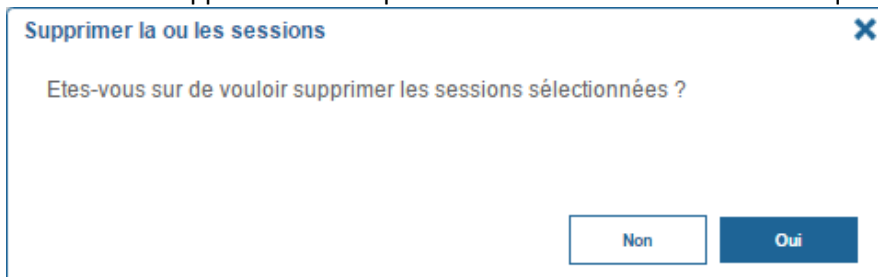 Supprimer la ou les sessions
Etes-vous sur de vouloir supprimer les sessions sélectionnées ?
Non
Oui